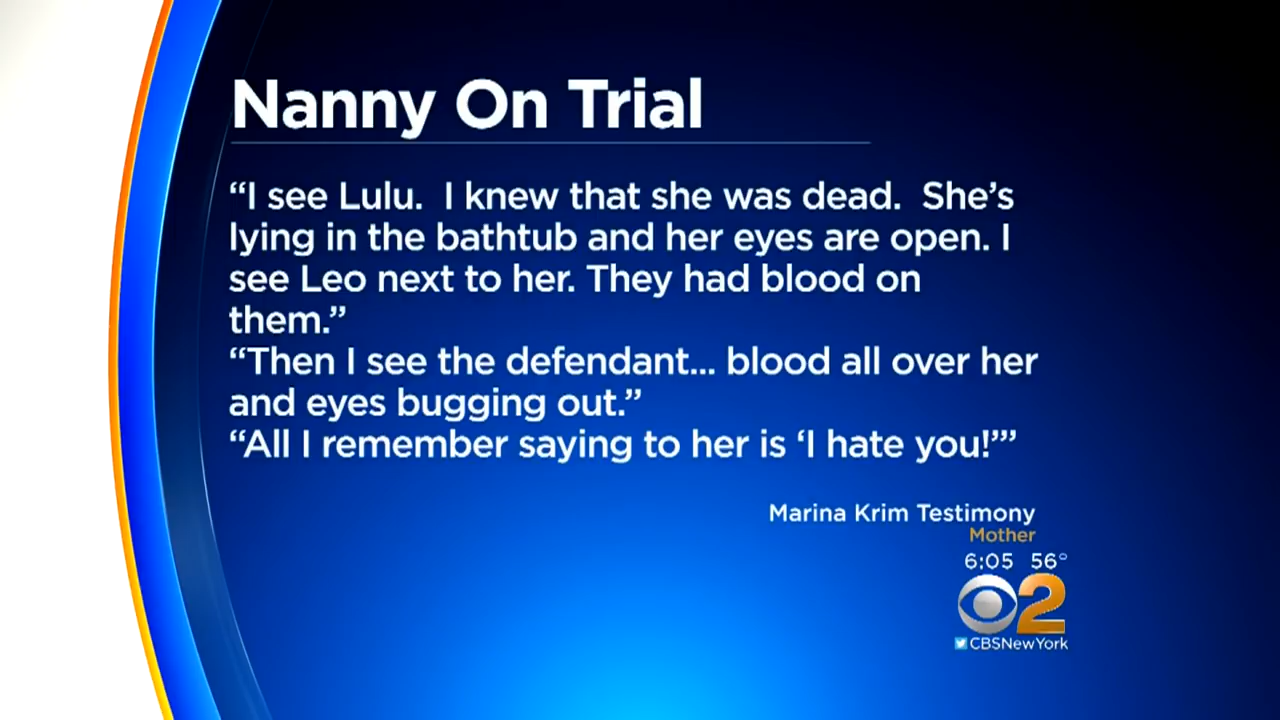 Nanny On Trial
“I see Lulu.  I knew that she was dead.  She’s
lying in the bathtub and her eyes are open. I
see Leo next to her. They had blood on
them.”
“Then I see the defendant... blood all over her
and eyes bugging out.”
“All I remember saying to her is ‘I hate you!’”
Marina Krim Testimony
Mother
6:05 56°
2
CBSNewYork